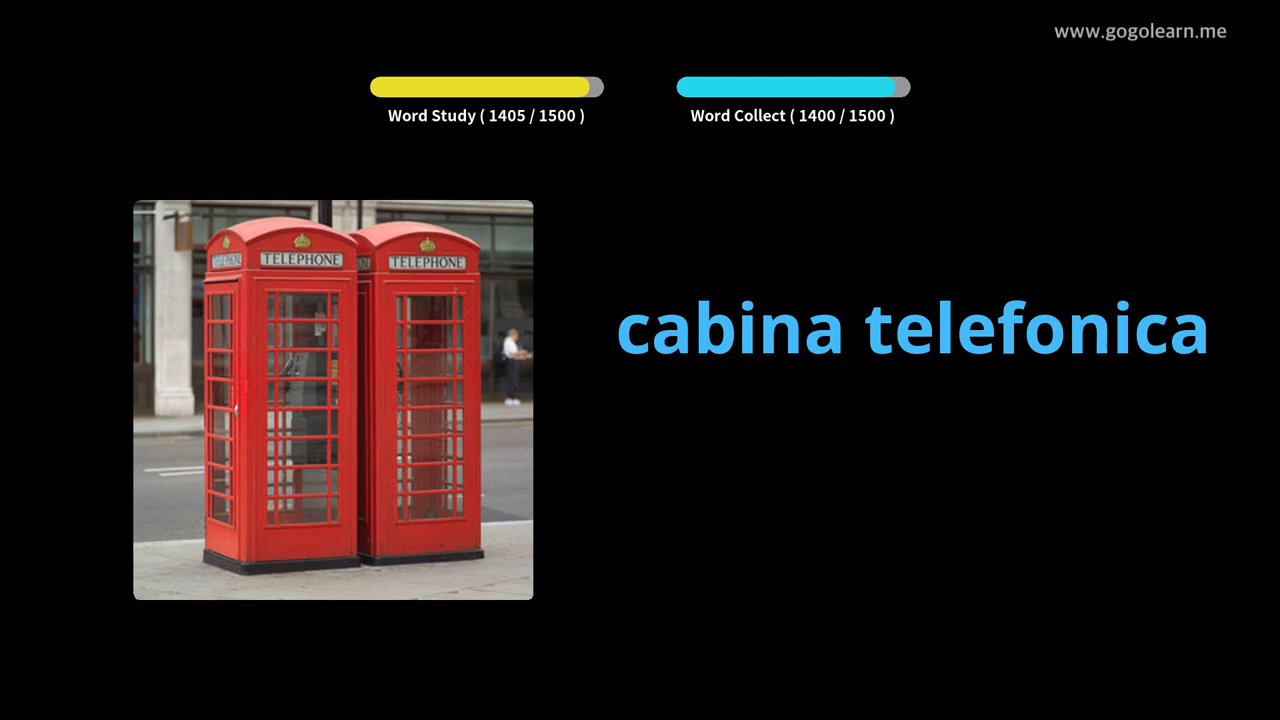 www.gogolearn.me
Word Study ( 1405 / 1500 )
Word Collect ( 1400 / 1500 )
TELEPHONE
TELEPHONE
cabina telefonica